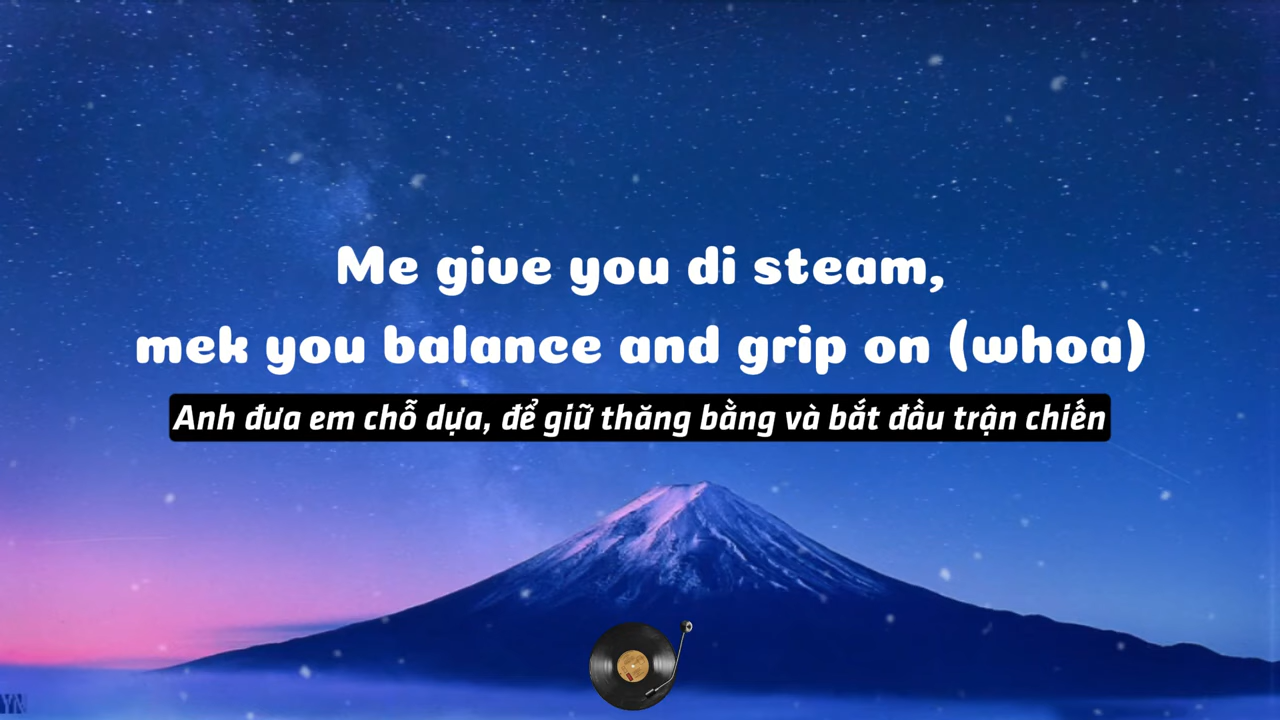 Me give you di steam,
mek you balance and grip on (whoa)
Anh đưa em chỗ dựa, để giữ thăng bằng và bắt đầu trận chiến
YN